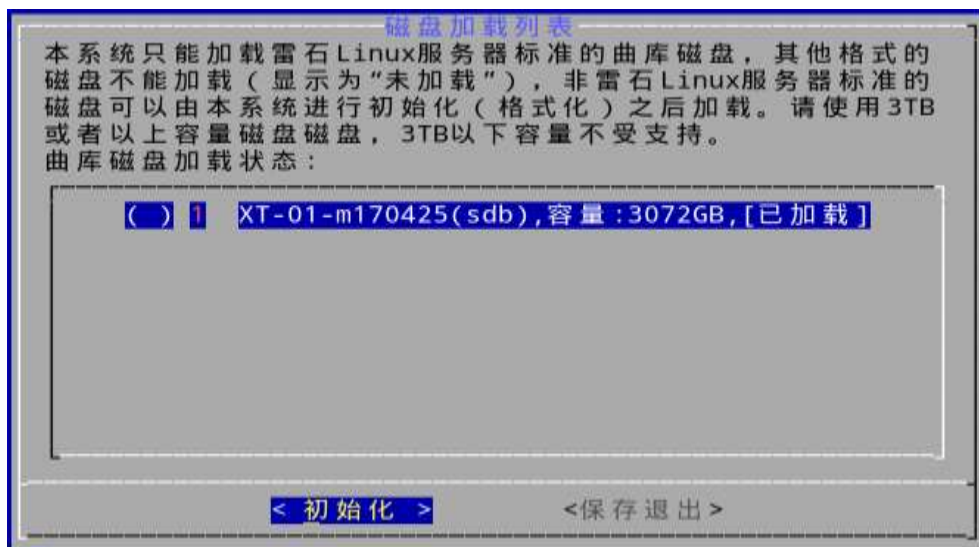 磁盘加载列表
本系统只能加载雷石Linux服务器标准的曲库磁盘，其他格式的
磁盘不能加载（显示为“未加载”），非雷石Linux服务器标准的
磁盘可以由本系统进行初始化（格式化）之后加载。请使用3TB
或者以上容量磁盘磁盘，3TB以下容量不受支持。
曲库磁盘加载状态：
( ) 1 XT-01-m170425(sdb),容量:3072GB,[已加载]
< 初始化 > <保存退出>